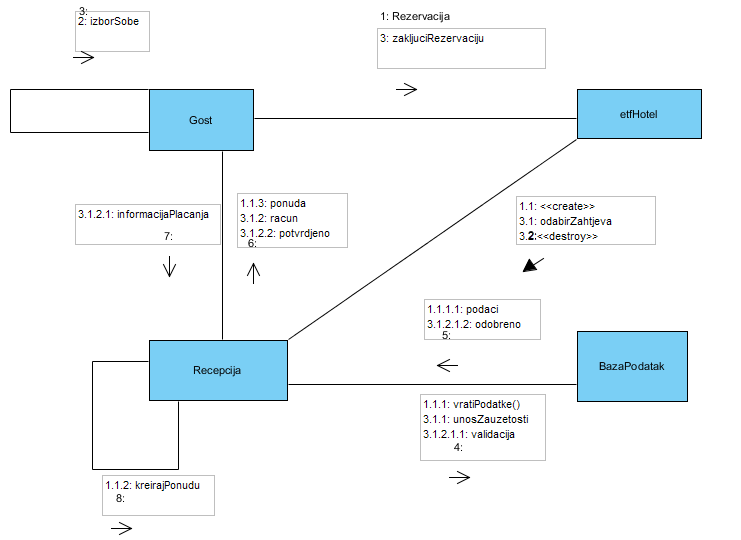 3:
2: izborSobe
1: Rezervacija
3: zakljuciRezervaciju
Gost
etfHotel
3.1.2.1: informacijaPlacanja
7:
1.1.3: ponuda
3.1.2: racun
3.1.2.2: potvrdjeno
6:
1.1: <<create>>
3.1: odabirZahtjeva
3.2:<<destroy>>
1.1.1.1: podaci
3.1.2.1.2: odobreno
5:
Recepcija
BazaPodatak
1.1.1: vratiPodatke()
3.1.1: unosZauzetosti
3.1.2.1.1: validacija
4:
1.1.2: kreirajPonudu
8: